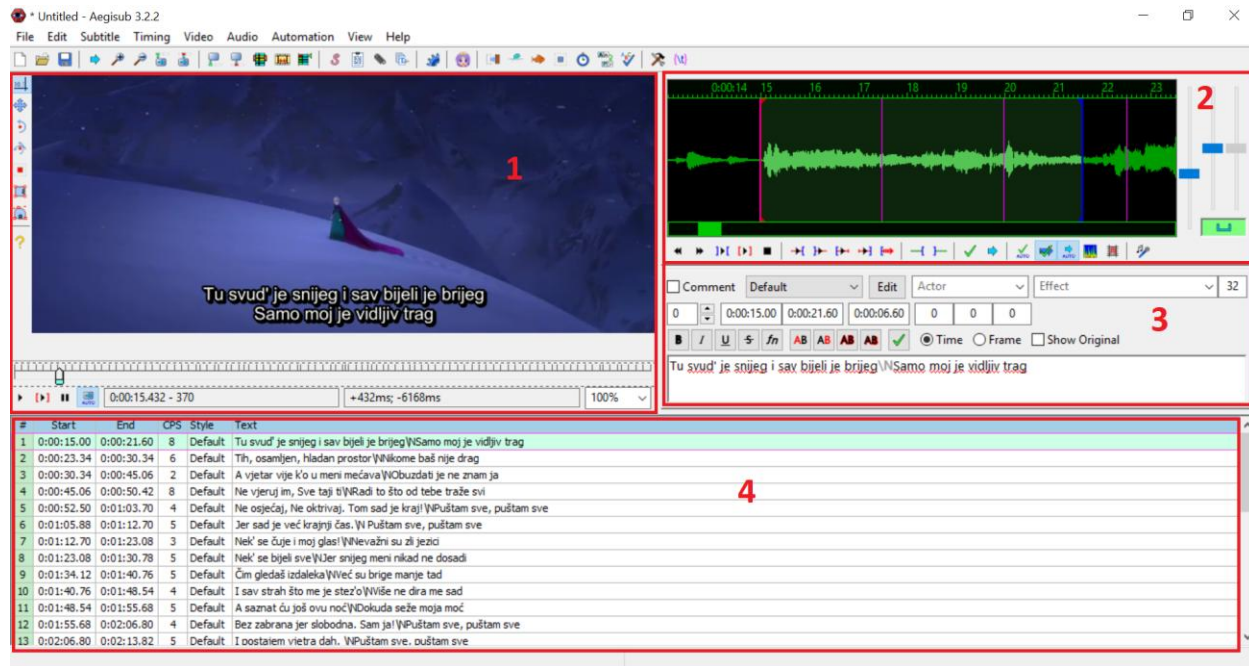 * Untitled - Aegisub 3.2.2
File Edit Subtitle Timing Video Audio Automation View Help
1
Tu svud' je snijeg i sav bijeli je brijeg
Samo moj je vidljiv trag
0:00:15.432 - 370 +432ms; -6168ms 100%
0:00:14 15 16 17 18 19 20 21 22 23
2
Comment Default Edit Actor Effect 32
0 0:00:15.00 0:00:21.60 0:00:06.60 0 0 0
3
B I U S fn AB AB AB AB Time Frame Show Original
Tu svud' je snijeg i sav bijeli je brijeg\NSamo moj je vidljiv trag
# Start End CPS Style Text
1 0:00:15.00 0:00:21.60 8 Default Tu svud' je snijeg i sav bijeli je brijeg\NSamo moj je vidljiv trag
2 0:00:23.34 0:00:30.34 6 Default Tih, osamljen, hladan prostor\NNikome baš nije drag
3 0:00:30.34 0:00:45.06 2 Default A vjetar vije k'o u meni mećava\NObuzdati je ne znam ja
4 0:00:45.06 0:00:50.42 8 Default Ne vjeruj im, Sve taji ti\NRadi to što od tebe traže svi
4
5 0:00:52.50 0:01:03.70 4 Default Ne osjećaj, Ne oktrivaj. Tom sad je kraj! \NPuštam sve, puštam sve
6 0:01:05.88 0:01:12.70 5 Default Jer sad je već krajnji čas. \N Puštam sve, puštam sve
7 0:01:12.70 0:01:23.08 3 Default Nek' se čuje i moj glas! \NNevažni su zli jezici
8 0:01:23.08 0:01:30.78 5 Default Nek' se bijeli sve\NJer snijeg meni nikad ne dosadi
9 0:01:34.12 0:01:40.76 5 Default Čim gledaš izdaleka\NVeć su brige manje tad
10 0:01:40.76 0:01:48.54 4 Default I sav strah što me je stez'o\NViše ne dira me sad
11 0:01:48.54 0:01:55.68 5 Default A saznat ću još ovu noć\NDokuda seže moja moć
12 0:01:55.68 0:02:06.80 4 Default Bez zabrana jer slobodna. Sam ja! \NPuštam sve, puštam sve
13 0:02:06.80 0:02:13.82 5 Default I postajem vjetra dah. \NPuštam sve, puštam sve